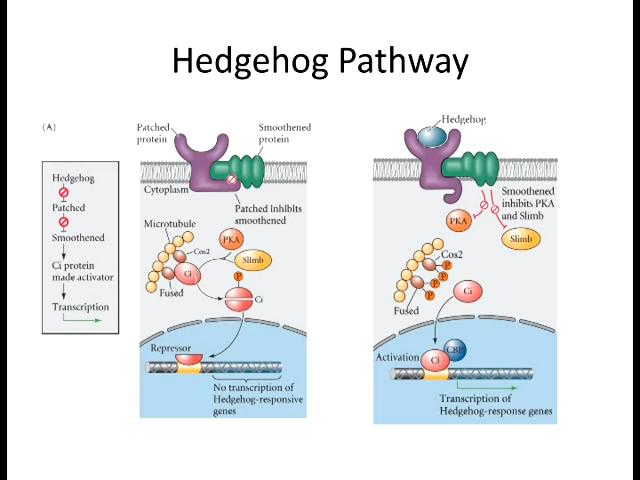 Hedgehog Pathway
(A)
Hedgehog
Patched
Smoothened
Ci protein
made activator
Transcription
Patched
protein
Smoothened
protein
Cytoplasm
Patched inhibits
smoothened
Microtubule
Cos2
PKA
Slimb
Ci
P
Fused
Ci
Repressor
No transcription of
Hedgehog-responsive
genes
Hedgehog
Smoothened
inhibits PKA
and Slimb
PKA
Slimb
Cos2
P
P
P
P
Fused
Ci
Activation
Ci
CBP
Transcription of
Hedgehog-response genes